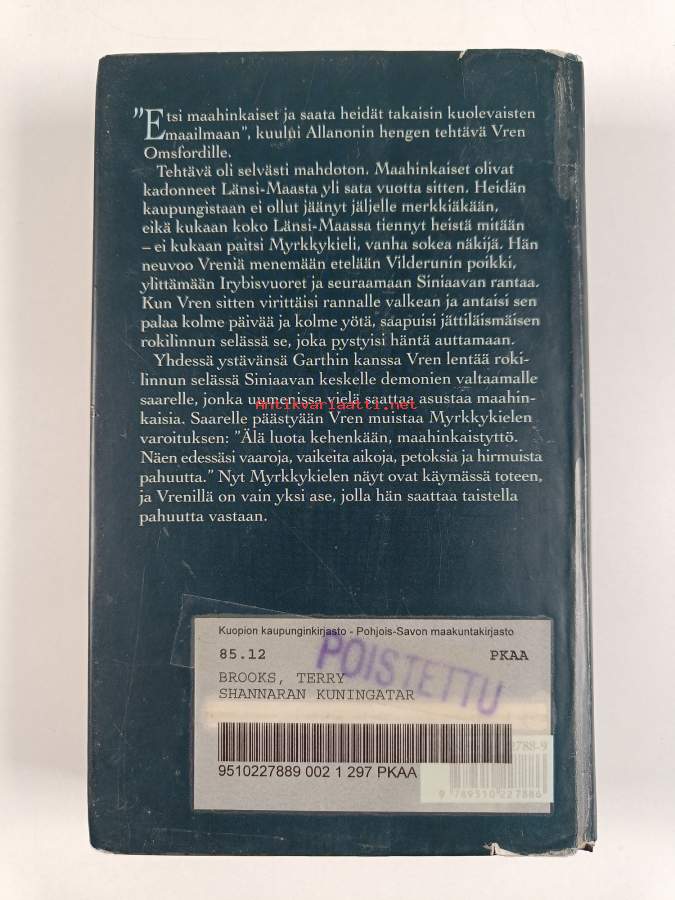 "Etsi maahinkaiset ja saata heidät takaisin kuolevaisten
maailmaan", kuului Allanonin hengen tehtävä Vren
Omsfordille.
Tehtävä oli selvästi mahdoton. Maahinkaiset olivat
kadonneet Länsi-Maasta yli sata vuotta sitten. Heidän
kaupungistaan ei ollut jäänyt jäljelle merkkiäkään,
eikä kukaan koko Länsi-Maassa tiennyt heistä mitään
– ei kukaan paitsi Myrkkykieli, vanha sokea näkijä. Hän
neuvoo Vreniä menemään etelään Vilderunin poikki,
ylittämään Irybisvuoret ja seuraamaan Siniaavan rantaa.
Kun Vren sitten virittäisi rannalle valkean ja antaisi sen
palaa kolme päivää ja kolme yötä, saapuisi jättiläismäisen
rokilinnun selässä se, joka pystyisi häntä auttamaan.
Yhdessä ystävänsä Garthin kanssa Vren lentää roki-
linnun selässä Siniaavan keskelle demonien valtaamalle
saarelle, jonka uumenissa vielä saattaa asustaa maahin-
Antikvariaatti.net
kaisia. Saarelle päästyään Vren muistaa Myrkkykielen
varoituksen: "Älä luota kehenkään, maahinkaistyttö.
Näen edessäsi vaaroja, vaikeita aikoja, petoksia ja hirmuista
pahuutta." Nyt Myrkkykielen näyt ovat käymässä toteen,
ja Vrenillä on vain yksi ase, jolla hän saattaa taistella
pahuutta vastaan.
Kuopion kaupunginkirjasto - Pohjois-Savon maakuntakirjasto
85.12 PKAA
POISTETTU
BROOKS, TERRY
SHANNARAN KUNINGATAR
2788-9
9510227889 002 1 297 PKAA
9 789510 227886